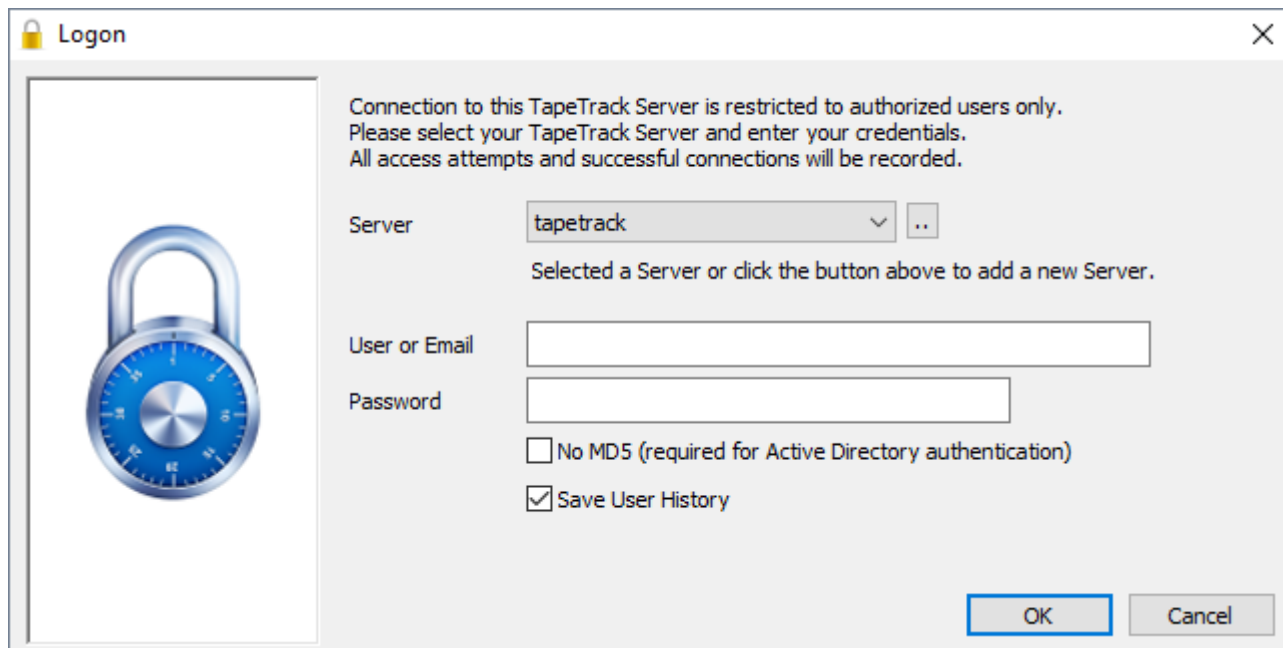 Logon
Connection to this TapeTrack Server is restricted to authorized users only.
Please select your TapeTrack Server and enter your credentials.
All access attempts and successful connections will be recorded.
Server tapetrack ..
Selected a Server or click the button above to add a new Server.
User or Email
Password
No MD5 (required for Active Directory authentication)
Save User History
OK Cancel